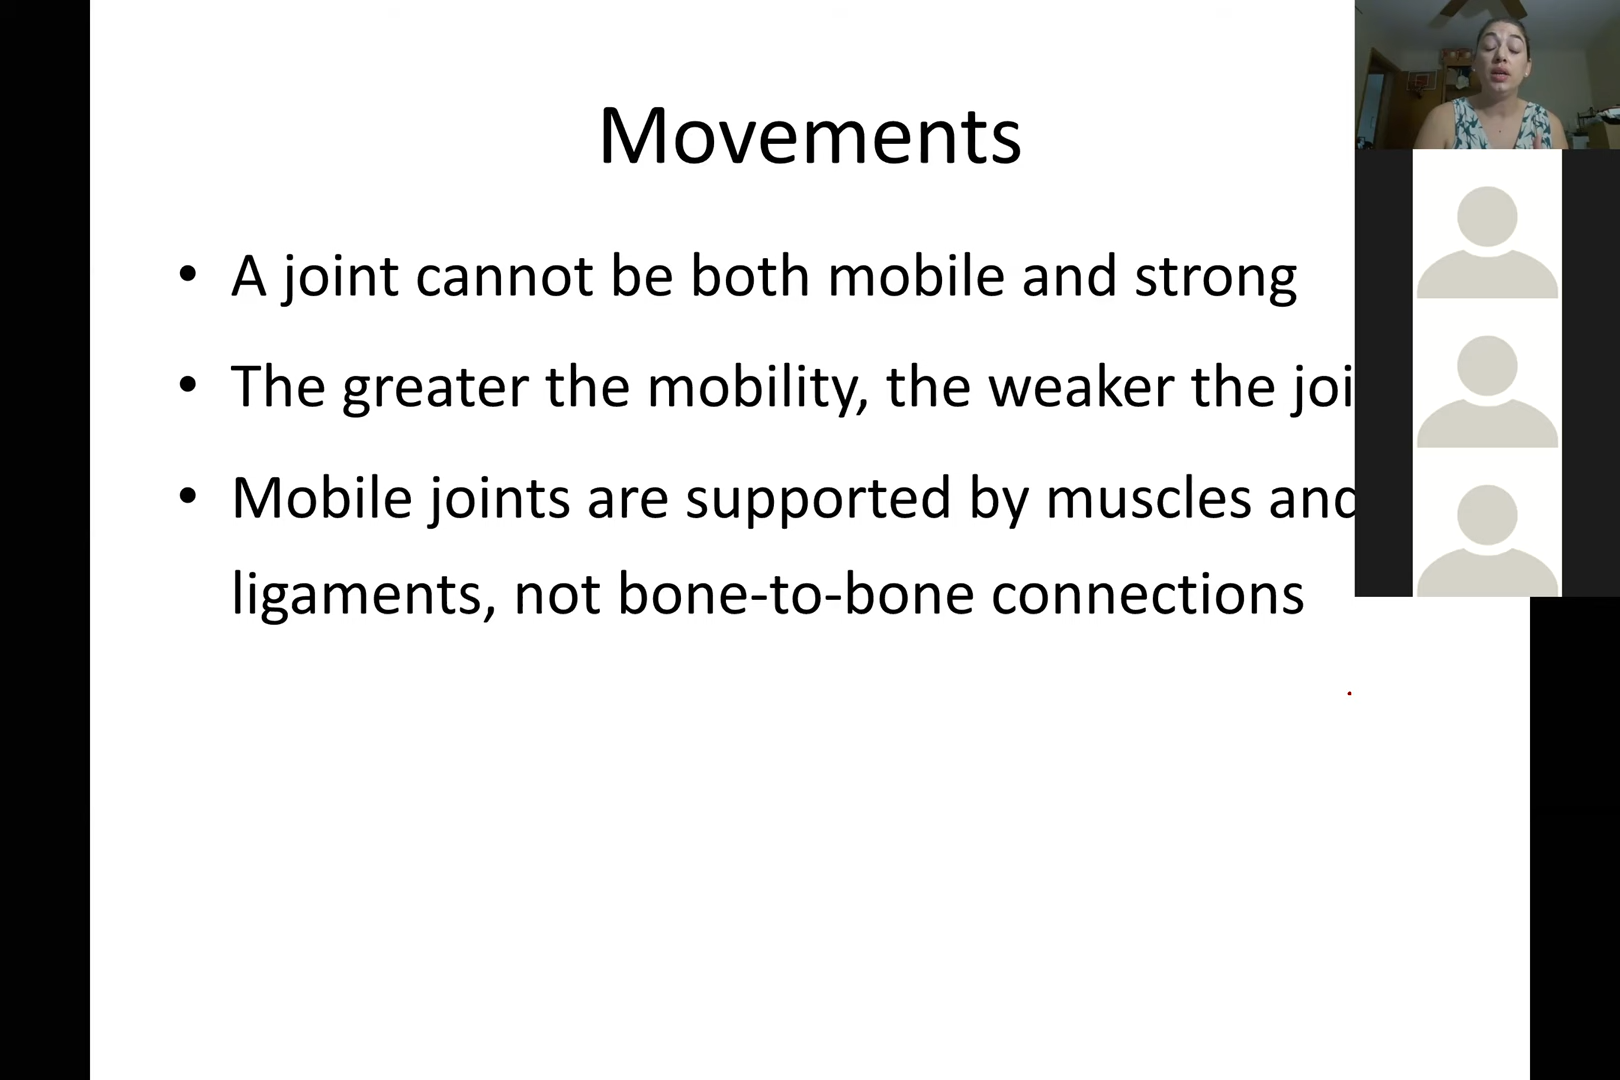 Movements
• A joint cannot be both mobile and strong
• The greater the mobility, the weaker the joi
• Mobile joints are supported by muscles and
ligaments, not bone-to-bone connections